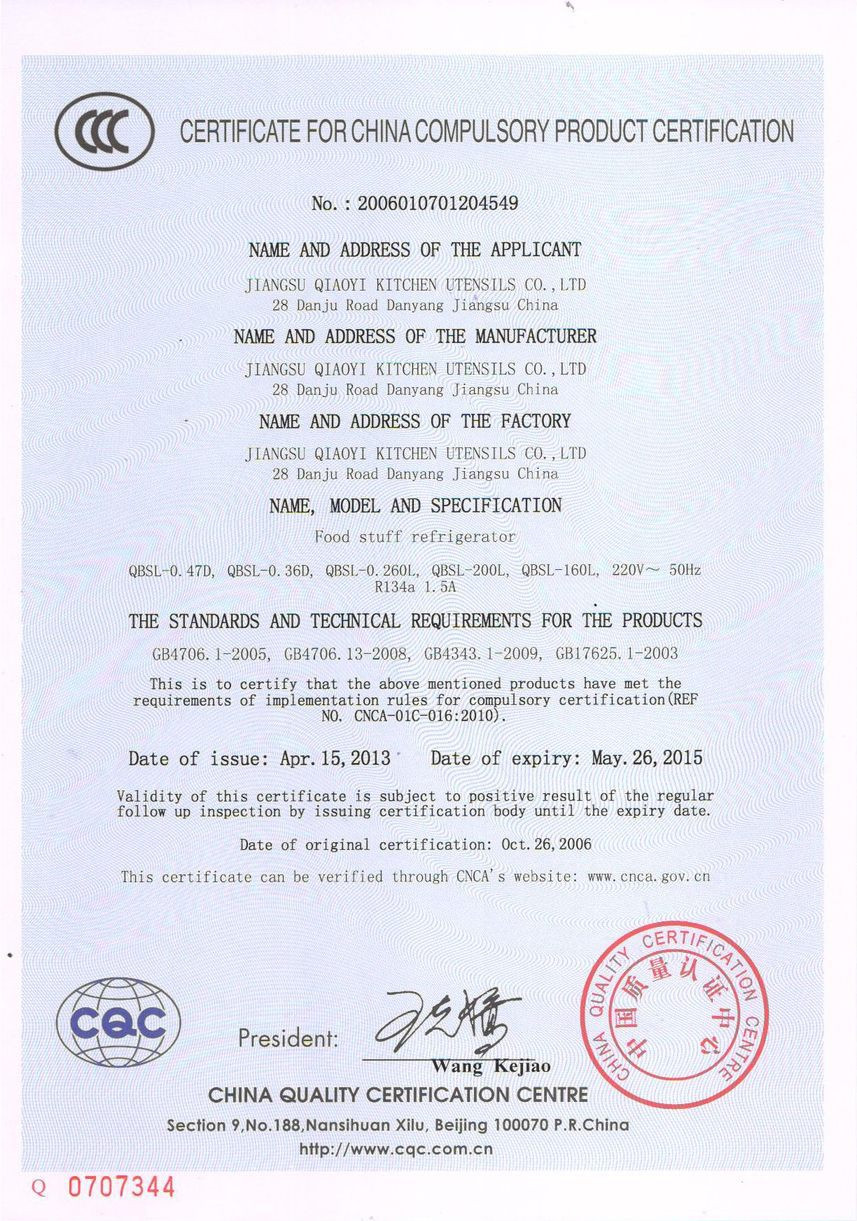 CCC
CERTIFICATE FOR CHINA COMPULSORY PRODUCT CERTIFICATION
No.: 2006010701204549
NAME AND ADDRESS OF THE APPLICANT
JIANGSU QIAOYI KITCHEN UTENSILS CO.,LTD
28 Danju Road Danyang Jiangsu China
NAME AND ADDRESS OF THE MANUFACTURER
JIANGSU QIAOYI KITCHEN UTENSILS CO.,LTD
28 Danju Road Danyang Jiangsu China
NAME AND ADDRESS OF THE FACTORY
JIANGSU QIAOYI KITCHEN UTENSILS CO.,LTD
28 Danju Road Danyang Jiangsu China
NAME, MODEL AND SPECIFICATION
Food stuff refrigerator
QBSL-0.47D, QBSL-0.36D, QBSL-0.260L, QBSL-200L, QBSL-160L, 220V～ 50Hz
R134a 1.5A
THE STANDARDS AND TECHNICAL REQUIREMENTS FOR THE PRODUCTS
GB4706.1-2005, GB4706.13-2008, GB4343.1-2009, GB17625.1-2003
This is to certify that the above mentioned products have met the
requirements of implementation rules for compulsory certification(REF
NO. CNCA-01C-016:2010).
Date of issue: Apr.15,2013 Date of expiry: May.26,2015
Validity of this certificate is subject to positive result of the regular
follow up inspection by issuing certification body until the expiry date.
Date of original certification: Oct.26,2006
This certificate can be verified through CNCA's website: www.cnca.gov.cn
CHINA QUALITY CERTIFICATION CENTRE
中国质量认证中心
CQC
President:
Wang Kejiao
CHINA QUALITY CERTIFICATION CENTRE
Section 9,No.188,Nansihuan Xilu, Beijing 100070 P.R.China
http://www.cqc.com.cn
Q 0707344